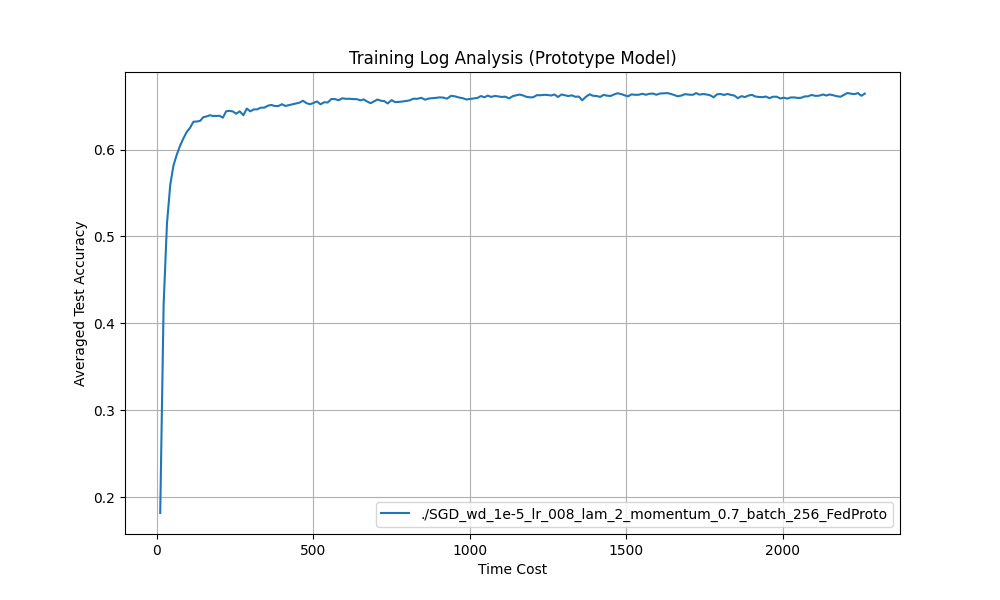 Training Log Analysis (Prototype Model)
Averaged Test Accuracy
0.6
0.5
0.4
0.3
0.2
./SGD_wd_1e-5_lr_008_lam_2_momentum_0.7_batch_256_FedProto
0 500 1000 1500 2000
Time Cost